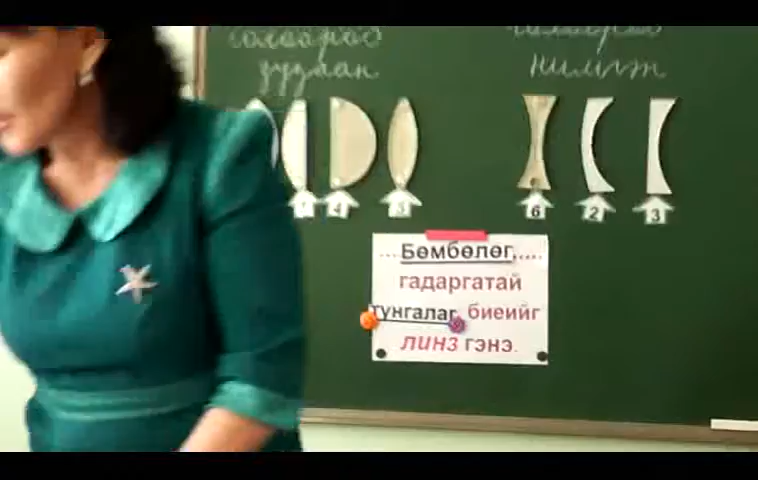 зузаан
нимгэн
1 4 5 6 2 3
...Бөмбөлөг.....
гадаргатай
тунгалаг биеийг
линз гэнэ.